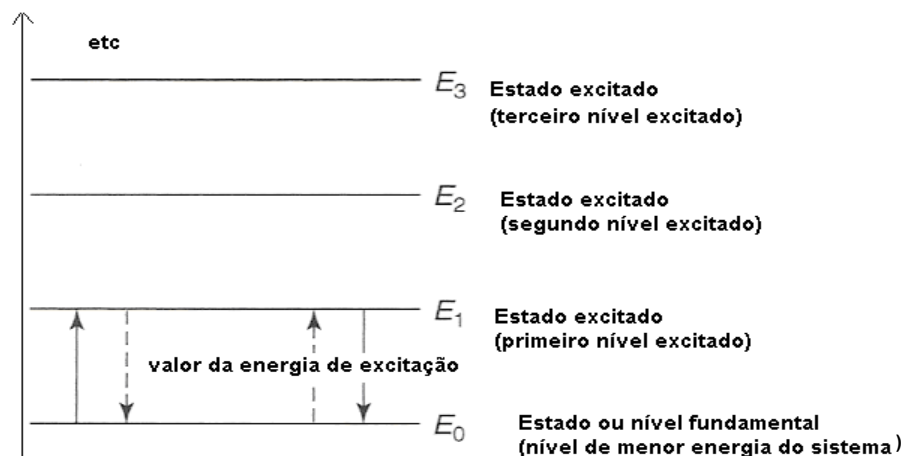 etc
E3 Estado excitado
(terceiro nível excitado)
E2 Estado excitado
(segundo nível excitado)
E1 Estado excitado
(primeiro nível excitado)
valor da energia de excitação
E0 Estado ou nível fundamental
(nível de menor energia do sistema)